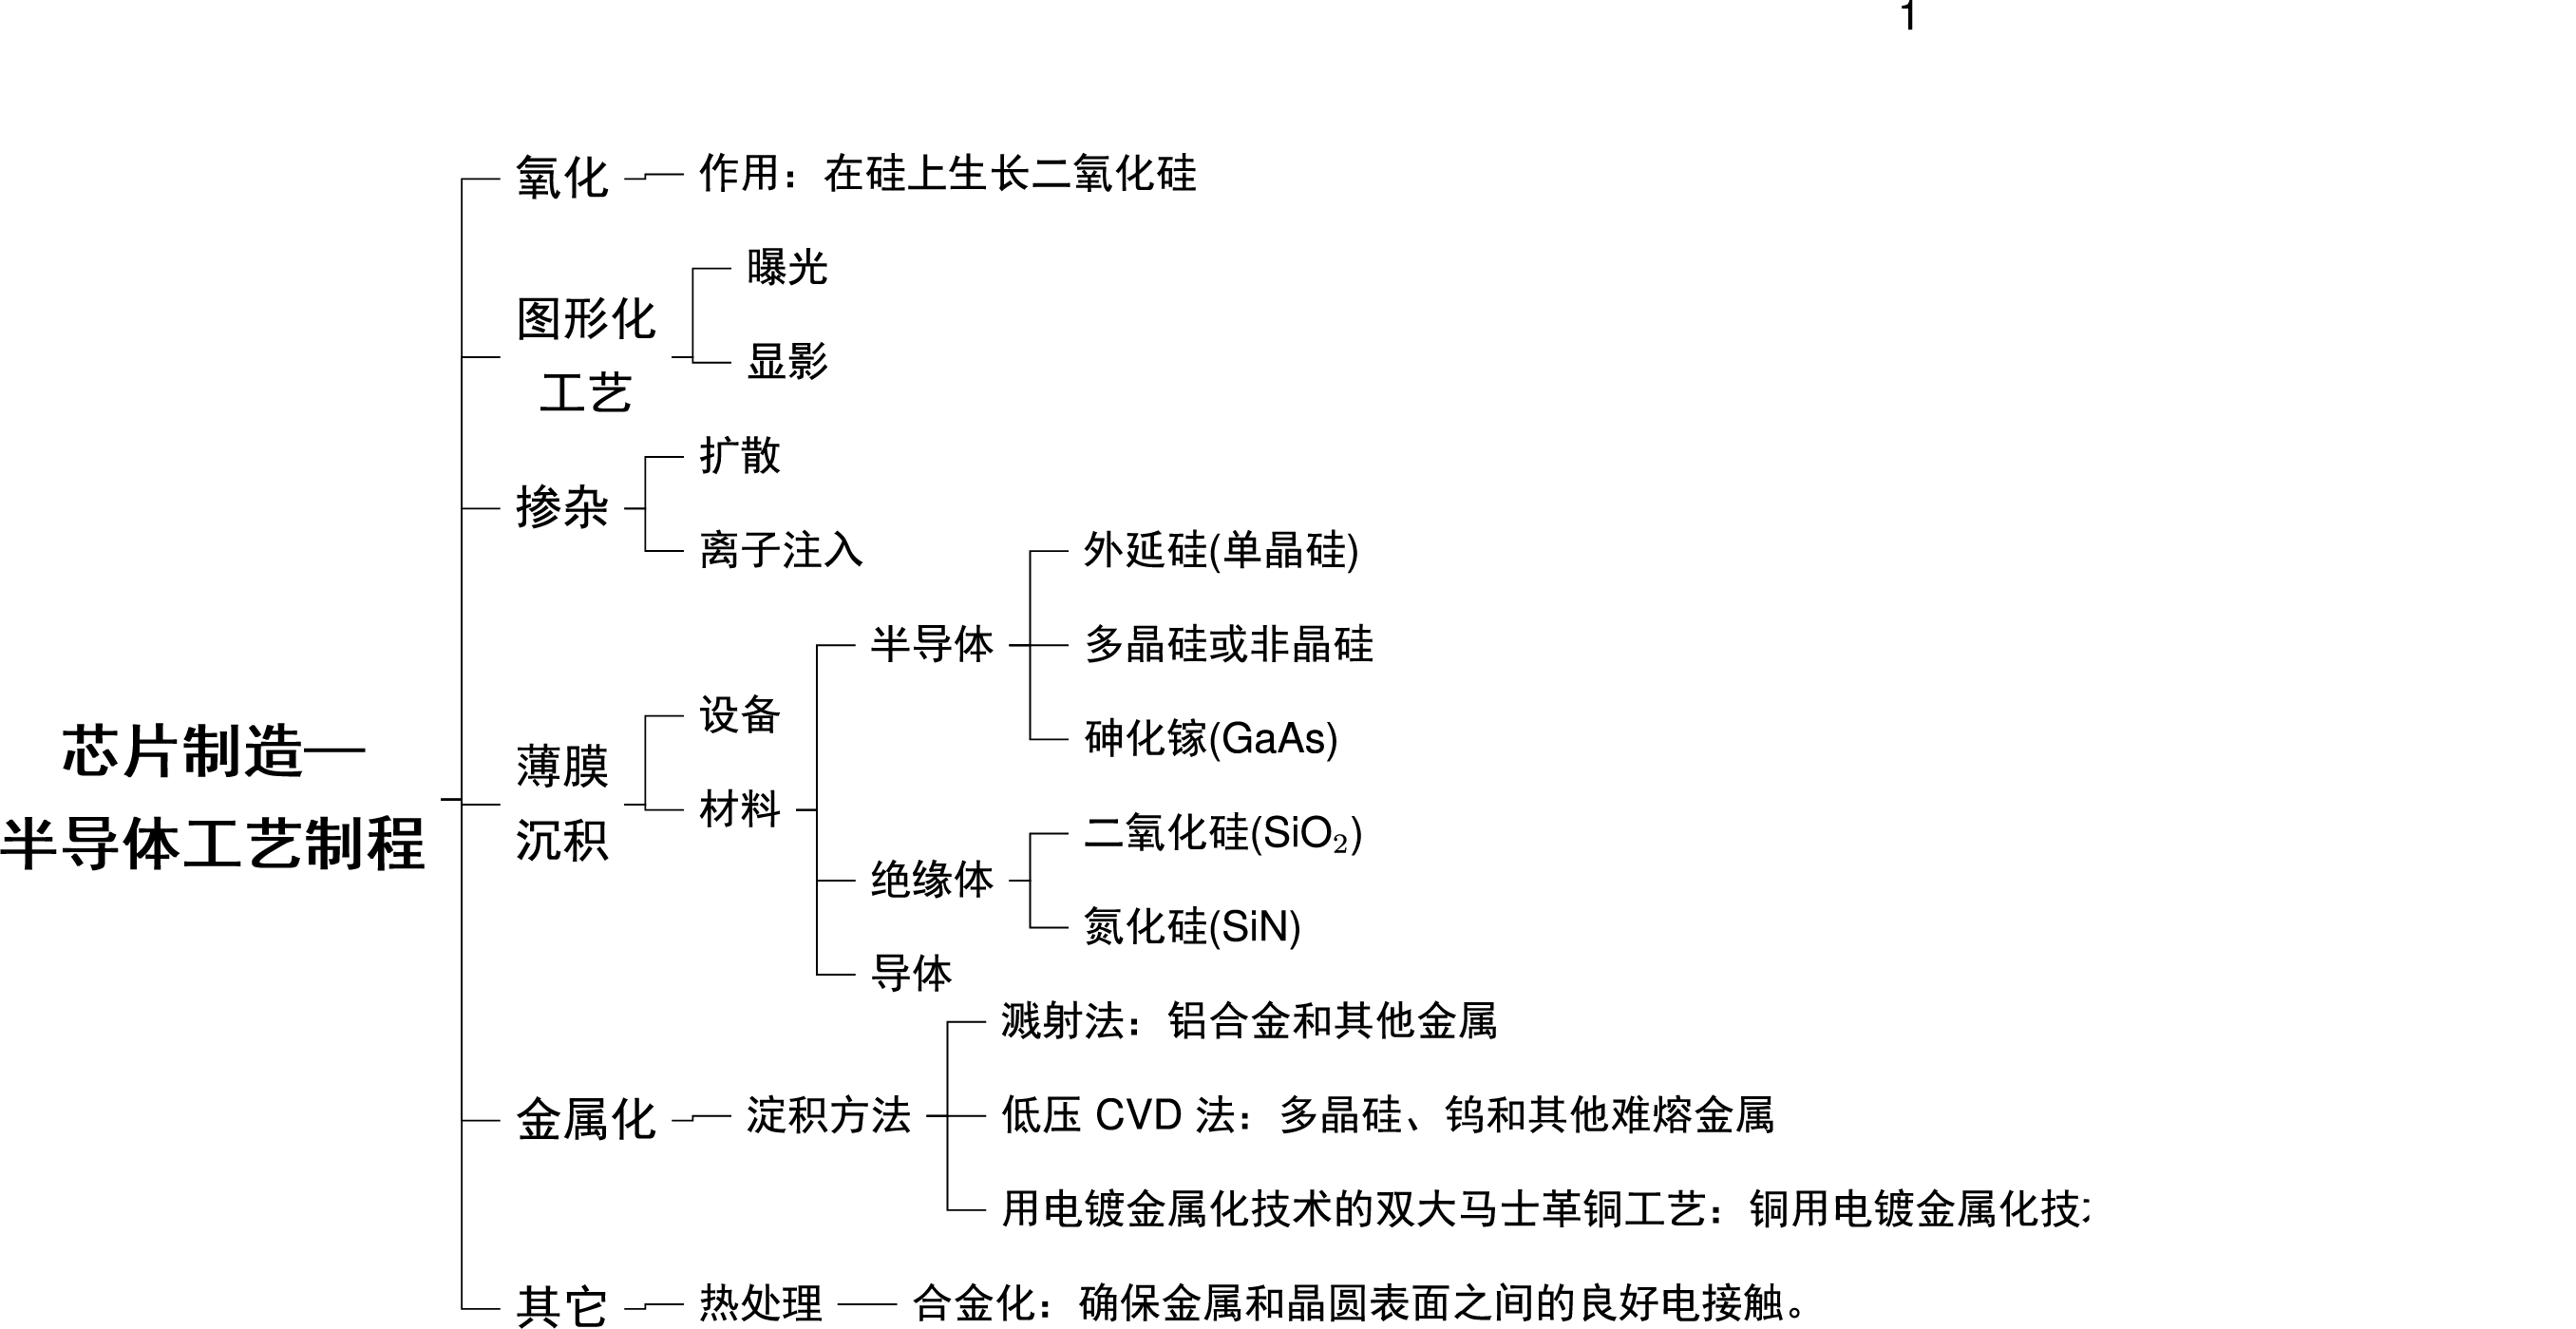 1
氧化
作用：在硅上生长二氧化硅
图形化
工艺
曝光
显影
掺杂
扩散
离子注入
芯片制造—
半导体工艺制程
薄膜
沉积
设备
材料
半导体
外延硅(单晶硅)
多晶硅或非晶硅
砷化镓(GaAs)
绝缘体
二氧化硅(SiO₂)
氮化硅(SiN)
导体
金属化
淀积方法
溅射法：铝合金和其他金属
低压 CVD 法：多晶硅、钨和其他难熔金属
用电镀金属化技术的双大马士革铜工艺：铜用电镀金属化技
其它
热处理
合金化：确保金属和晶圆表面之间的良好电接触。